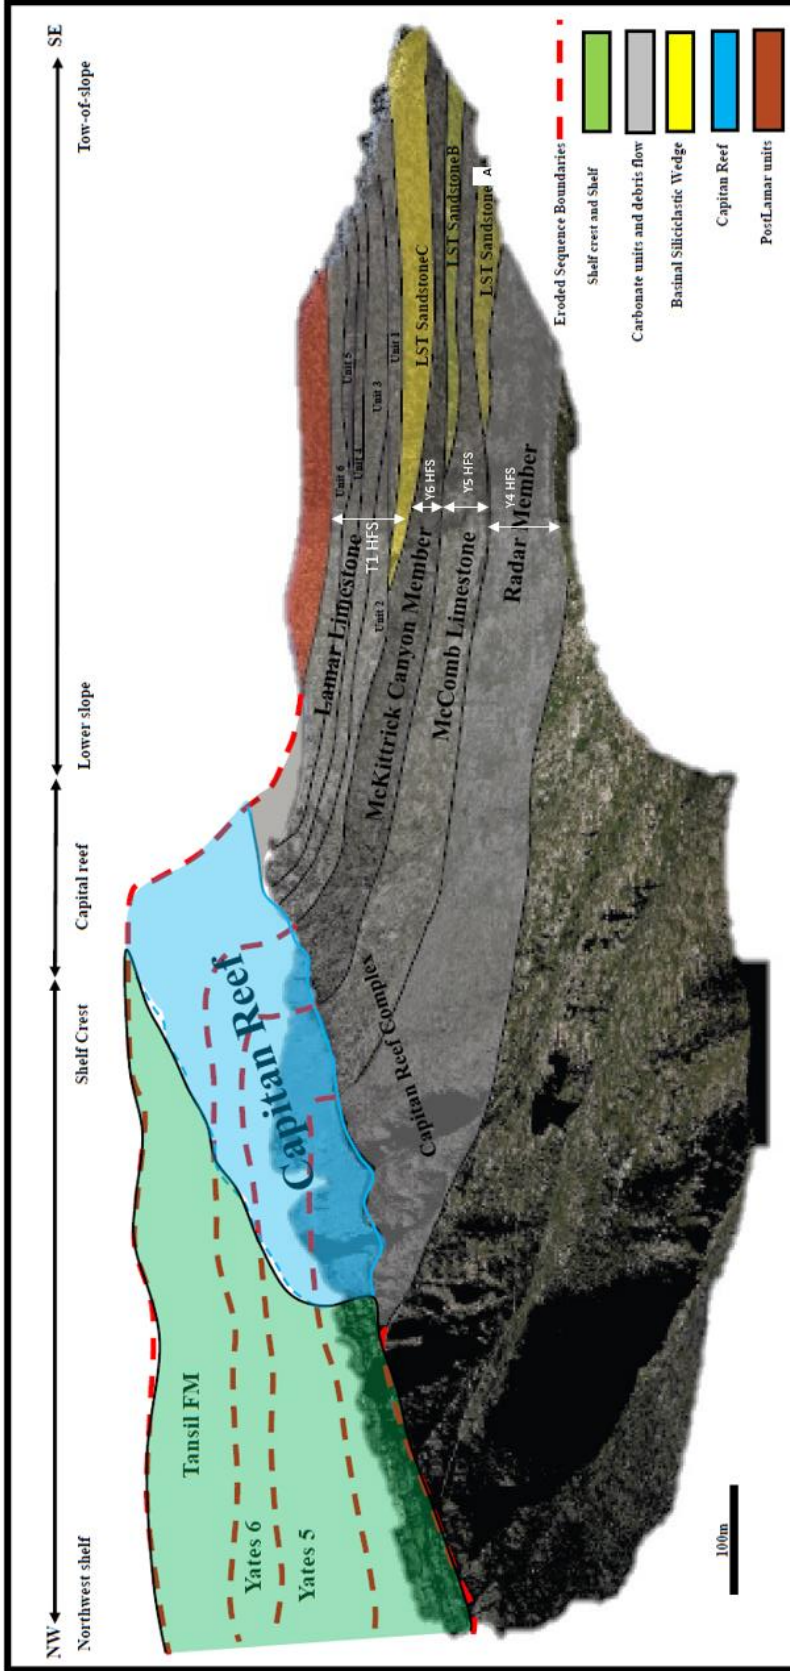 NW
SE
Northwest shelf
Shelf Crest
Capital reef
Lower slope
Tow-of-slope
Tansil FM
Yates 6
Yates 5
Capitan Reef
Capitan Reef Complex
Lamar Limestone
T1 HFS
Unit 6
Unit 5
Unit 4
Unit 3
Unit 2
Unit 1
McKittrick Canyon Member
Y6 HFS
LST SandstoneC
McComb Limestone
Y5 HFS
LST SandstoneB
Radar Member
Y4 HFS
LST Sandstone A
100m
Eroded Sequence Boundaries
Shelf crest and Shelf
Carbonate units and debris flow
Basinal Siliciclastic Wedge
Capitan Reef
PostLamar units